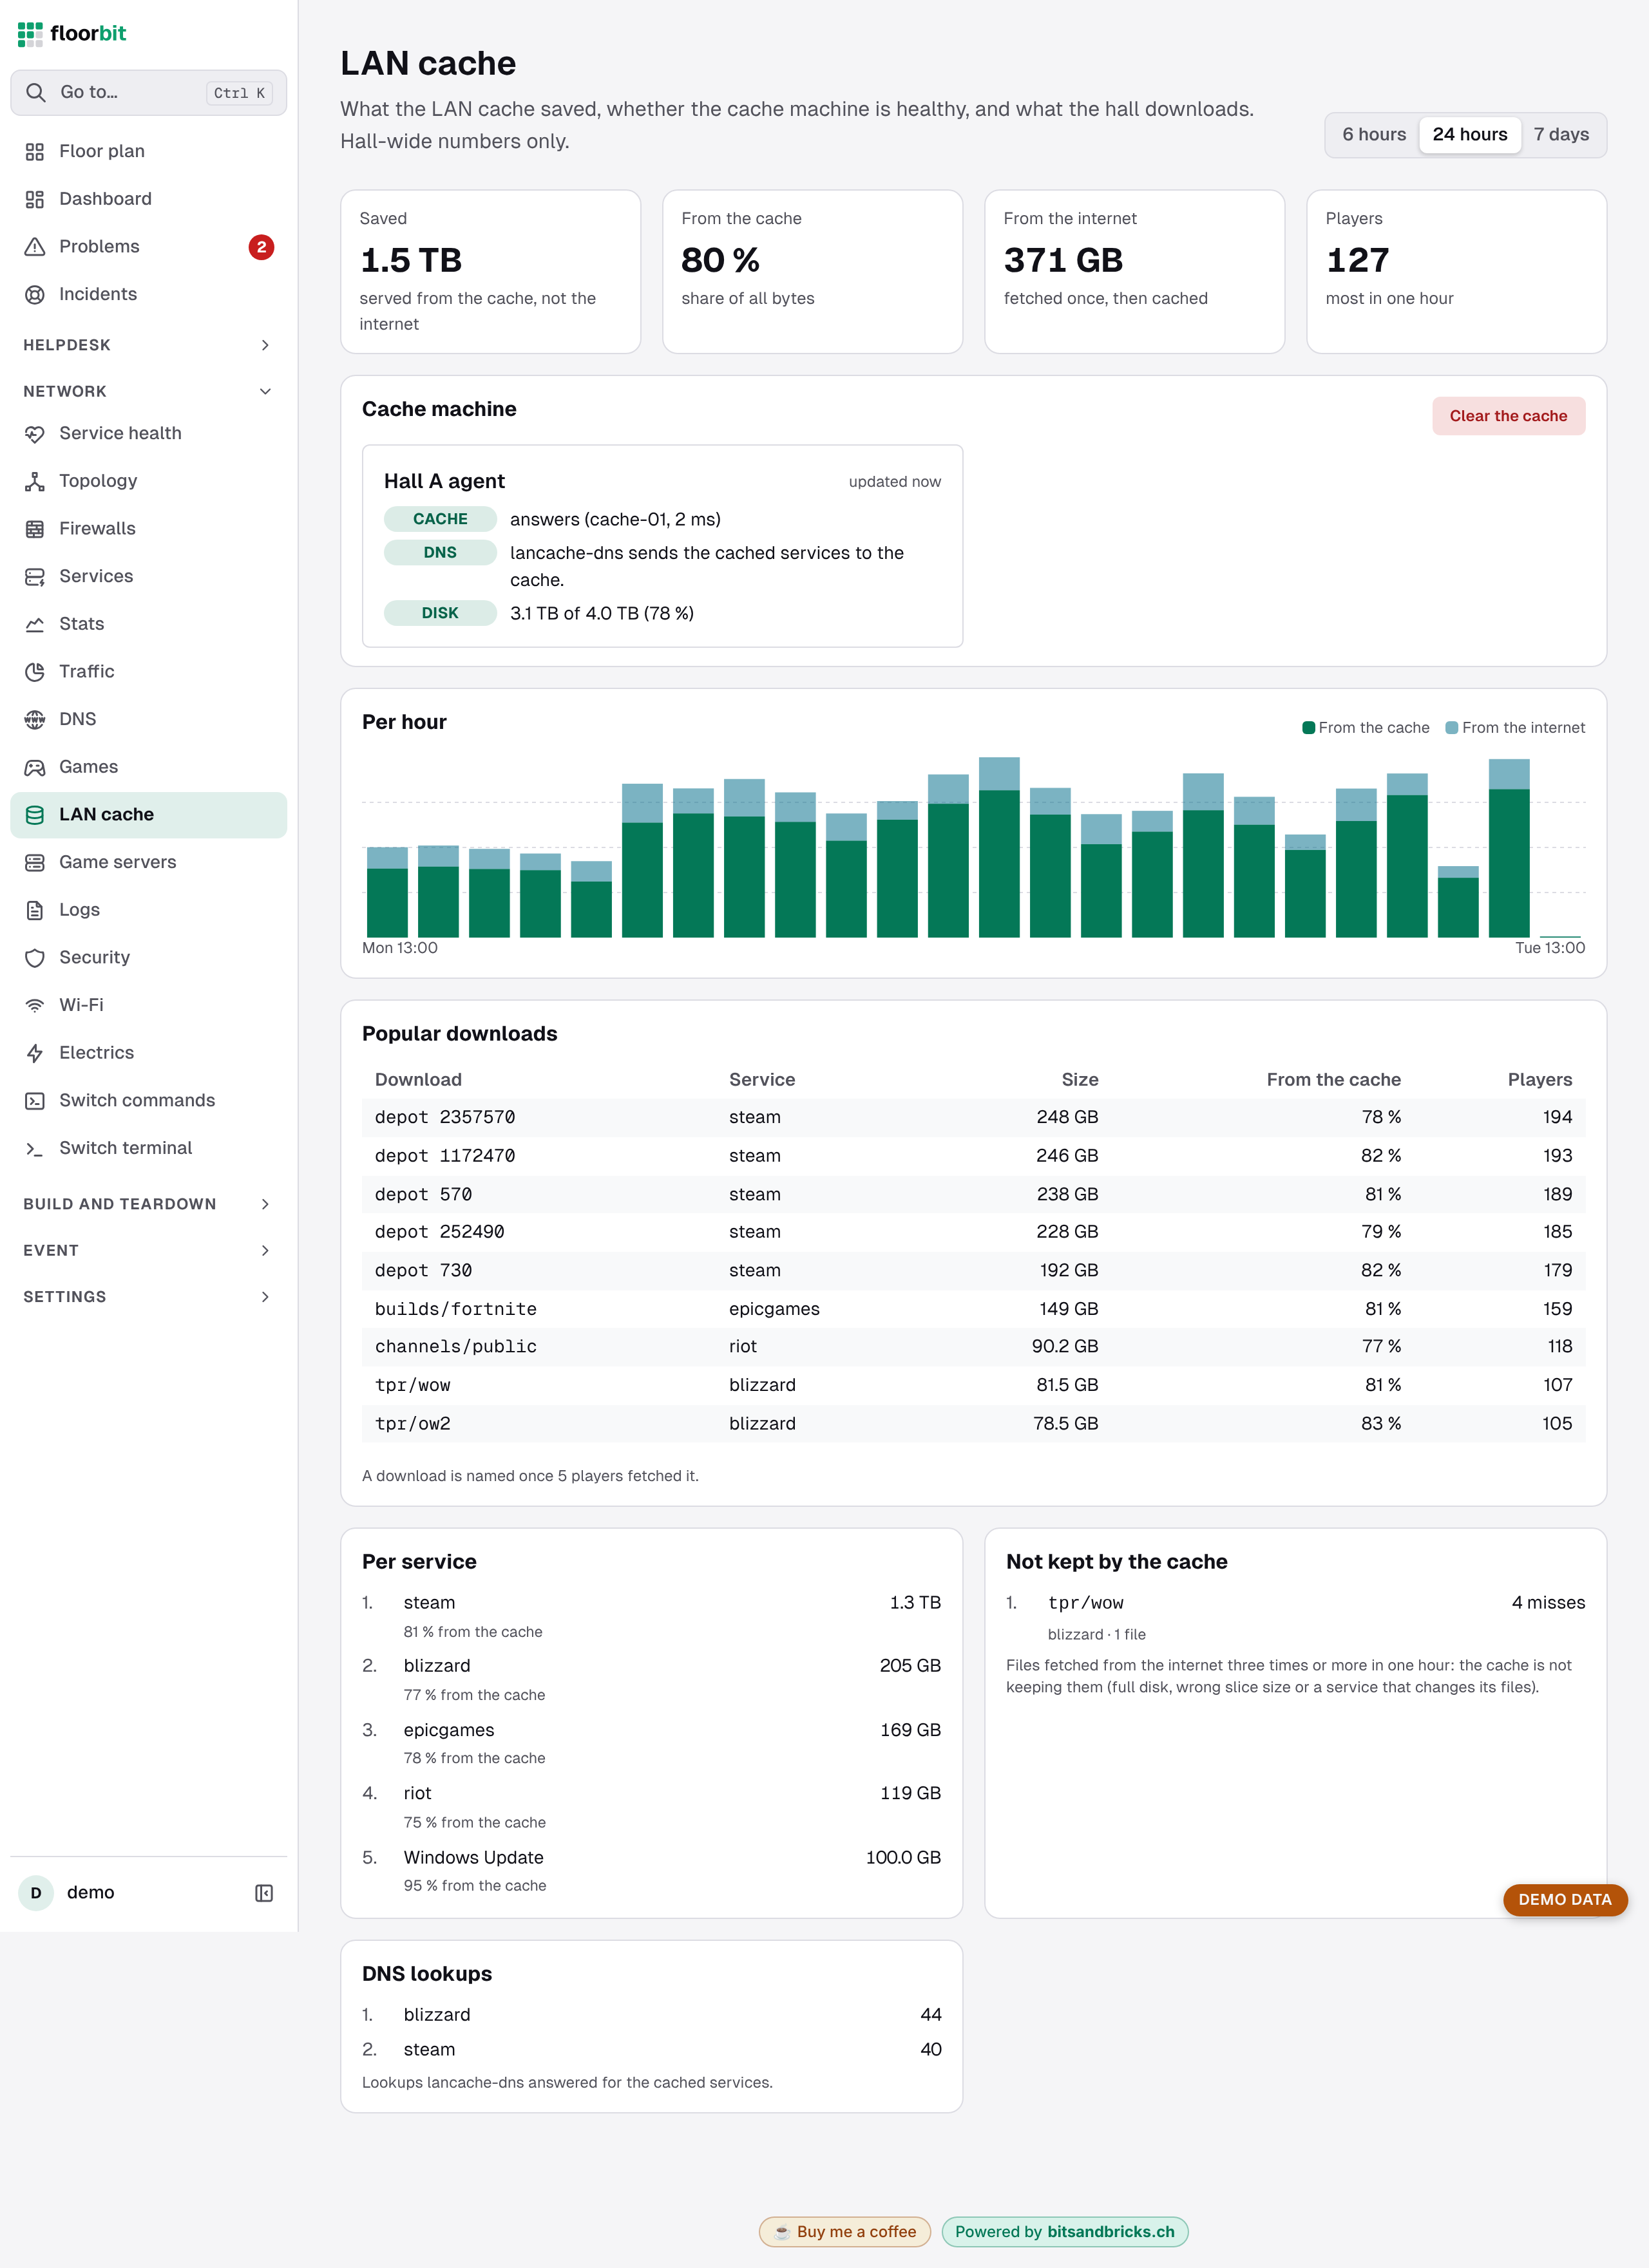 floorbit
Go to...
Ctrl K
Floor plan
Dashboard
Problems
2
Incidents
HELPDESK
NETWORK
Service health
Topology
Firewalls
Services
Stats
Traffic
DNS
Games
LAN cache
Game servers
Logs
Security
Wi-Fi
Electrics
Switch commands
Switch terminal
BUILD AND TEARDOWN
EVENT
SETTINGS
D
demo
LAN cache
What the LAN cache saved, whether the cache machine is healthy, and what the hall downloads.
Hall-wide numbers only.
6 hours
24 hours
7 days
Saved
1.5 TB
served from the cache, not the
internet
From the cache
80 %
share of all bytes
From the internet
371 GB
fetched once, then cached
Players
127
most in one hour
Cache machine
Clear the cache
Hall A agent
updated now
CACHE
answers (cache-01, 2 ms)
DNS
lancache-dns sends the cached services to the
cache.
DISK
3.1 TB of 4.0 TB (78 %)
Per hour
From the cache
From the internet
Mon 13:00
Tue 13:00
Popular downloads
Download Service Size From the cache Players
depot 2357570 steam 248 GB 78 % 194
depot 1172470 steam 246 GB 82 % 193
depot 570 steam 238 GB 81 % 189
depot 252490 steam 228 GB 79 % 185
depot 730 steam 192 GB 82 % 179
builds/fortnite epicgames 149 GB 81 % 159
channels/public riot 90.2 GB 77 % 118
tpr/wow blizzard 81.5 GB 81 % 107
tpr/ow2 blizzard 78.5 GB 83 % 105
A download is named once 5 players fetched it.
Per service
1. steam 1.3 TB
81 % from the cache
2. blizzard 205 GB
77 % from the cache
3. epicgames 169 GB
78 % from the cache
4. riot 119 GB
75 % from the cache
5. Windows Update 100.0 GB
95 % from the cache
Not kept by the cache
1. tpr/wow 4 misses
blizzard · 1 file
Files fetched from the internet three times or more in one hour: the cache is not
keeping them (full disk, wrong slice size or a service that changes its files).
DEMO DATA
DNS lookups
1. blizzard 44
2. steam 40
Lookups lancache-dns answered for the cached services.
Buy me a coffee
Powered by bitsandbricks.ch